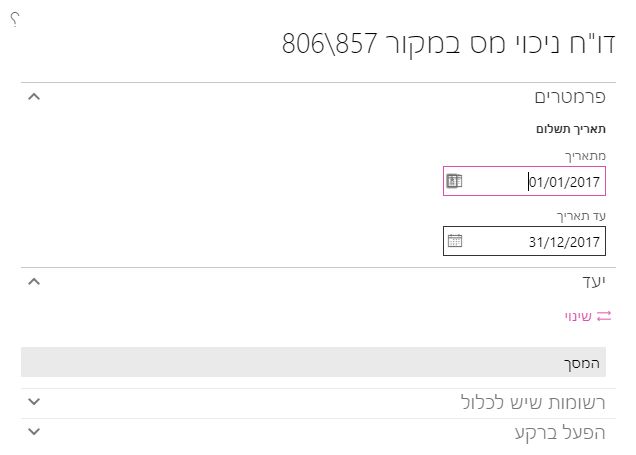 ؟
דו"ח ניכוי מס במקור 857\806
פרמטרים
תאריך תשלום
מתאריך
01/01/2017
עד תאריך
31/12/2017
יעד
שינוי
המסך
רשומות שיש לכלול
הפעל ברקע